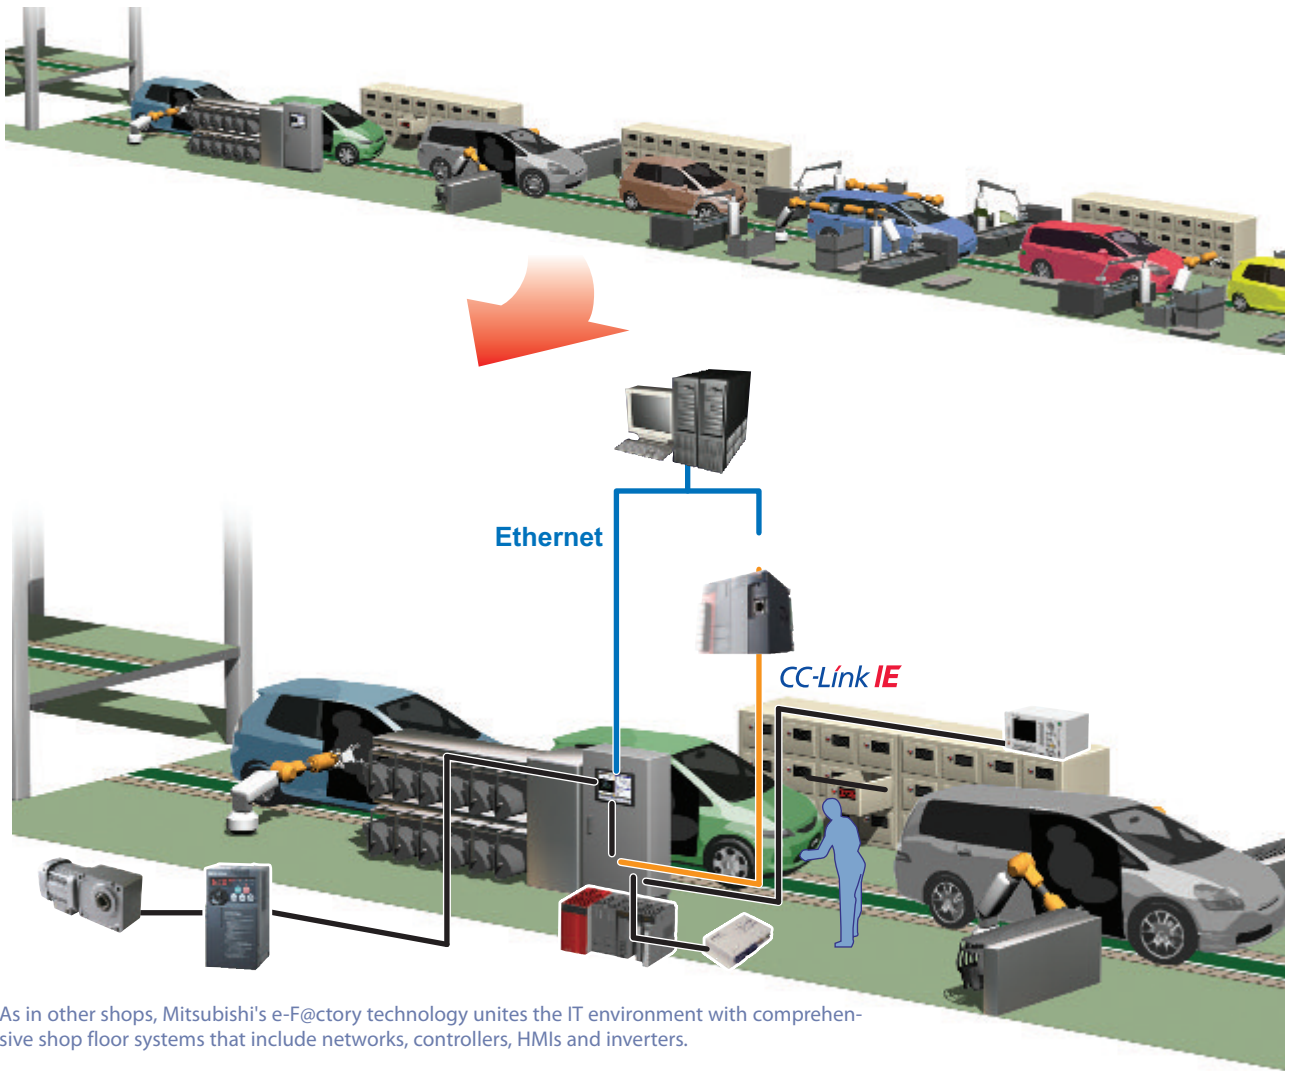 Ethernet
CC-Link IE
As in other shops, Mitsubishi's e-F@ctory technology unites the IT environment with comprehen-
sive shop floor systems that include networks, controllers, HMIs and inverters.